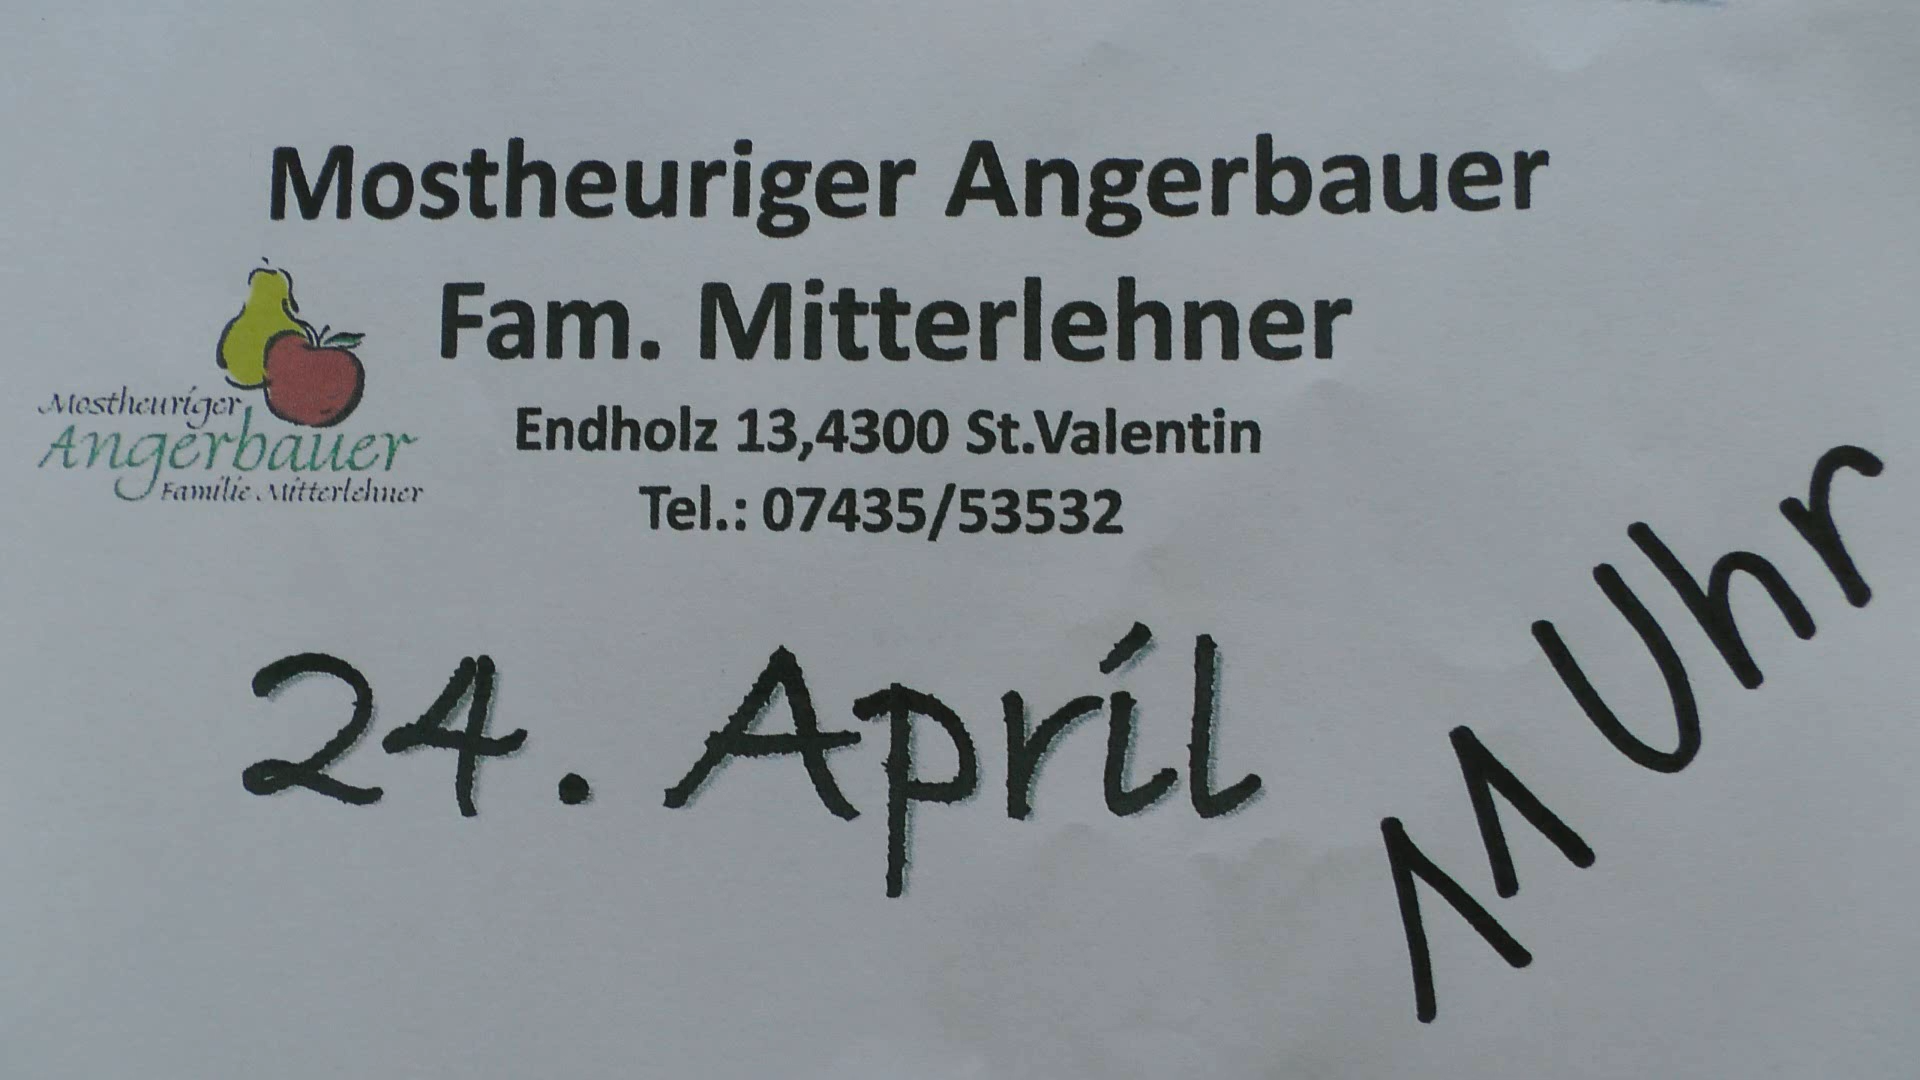 Mostheuriger Angerbauer
Fam. Mitterlehner
Endholz 13,4300 St.Valentin
Tel.: 07435/53532
Mostheuriger
Angerbauer
Familie Mitterlehner
24. April
11 Uhr